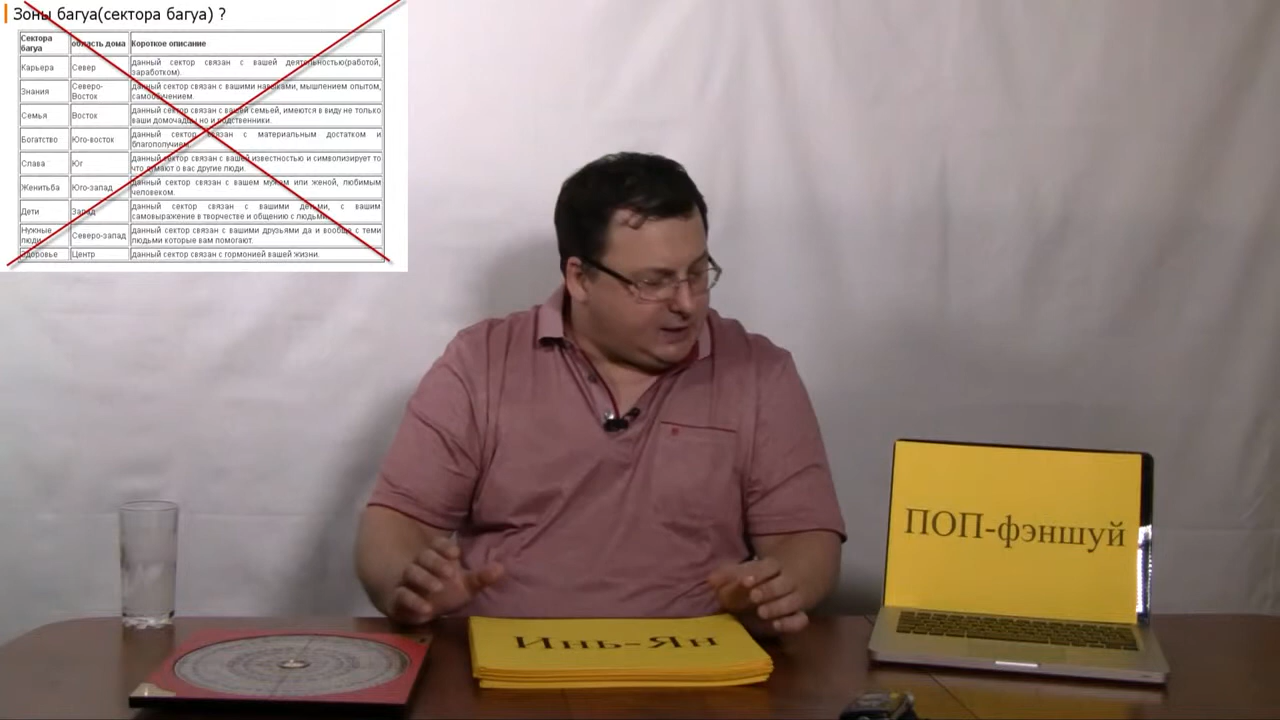 Зоны багуа(сектора багуа) ?
Сектора багуа
область дома
Короткое описание
Карьера
Север
данный сектор связан с вашей деятельностью(работой,
заработком).
Знания
Северо-Восток
данный сектор связан с вашими навыками, мышлением опытом,
самообучением.
Семья
Восток
данный сектор связан с вашей семьей, имеются в виду не только
ваши домочадцы но и родственники.
Богатство
Юго-восток
данный сектор связан с материальным достатком и
благополучием.
Слава
Юг
данный сектор связан с вашей известностью и символизирует то
что думают о вас другие люди.
Женитьба
Юго-запад
данный сектор связан с вашем мужем или женой, любимым
человеком.
Дети
Запад
данный сектор связан с вашими детьми, с вашим
самовыражение в творчестве и общению с людьми.
Нужные люди
Северо-запад
данный сектор связан с вашими друзьями да и вообще с теми
людьми которые вам помогают.
Здоровье
Центр
данный сектор связан с гормонией вашей жизни.
ПОП-фэншуй
Инь-Ян